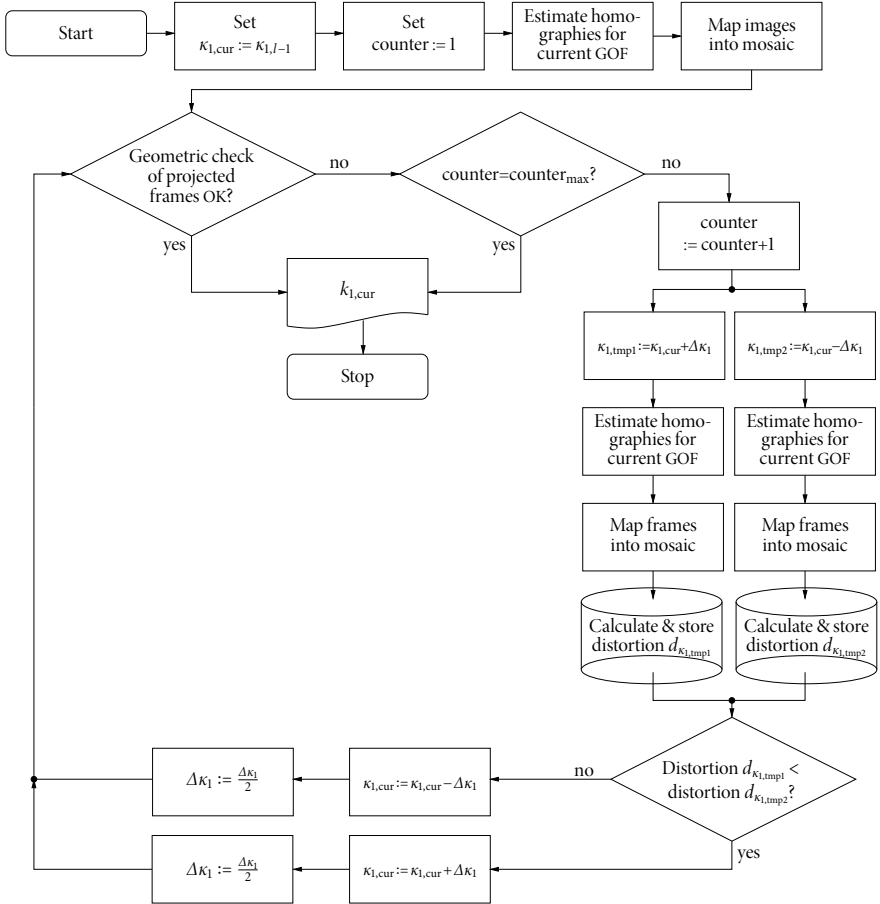 Start
Set
κ₁,cur := κ₁,l−1
Set
counter := 1
Estimate homo-
graphies for
current GOF
Map images
into mosaic
Geometric check
of projected
frames OK?
no
yes
counter=counter_max?
no
yes
counter
:= counter+1
k₁,cur
Stop
κ₁,tmp1:=κ₁,cur+Δκ₁
κ₁,tmp2:=κ₁,cur−Δκ₁
Estimate homo-
graphies for
current GOF
Estimate homo-
graphies for
current GOF
Map frames
into mosaic
Map frames
into mosaic
Calculate & store
distortion d_κ₁,tmp1
Calculate & store
distortion d_κ₁,tmp2
Distortion d_κ₁,tmp1 <
distortion d_κ₁,tmp2?
no
κ₁,cur := κ₁,cur − Δκ₁
Δκ₁ := Δκ₁/2
yes
κ₁,cur := κ₁,cur + Δκ₁
Δκ₁ := Δκ₁/2